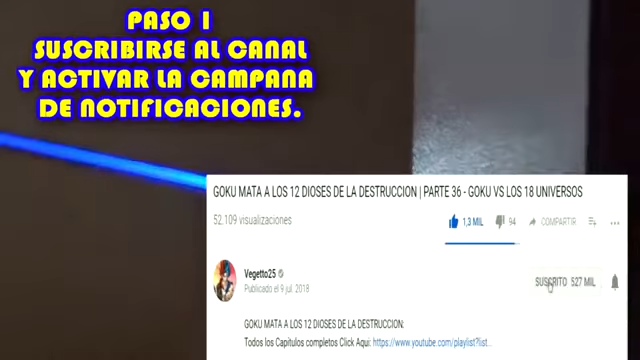 PASO 1
SUSCRIBIRSE AL CANAL
Y ACTIVAR LA CAMPANA
DE NOTIFICACIONES.
GOKU MATA A LOS 12 DIOSES DE LA DESTRUCCION | PARTE 36 - GOKU VS LOS 18 UNIVERSOS
52.109 visualizaciones
1,3 MIL 94 COMPARTIR
Vegetto25
Publicado el 9 jul. 2018
SUSCRITO 527 MIL
GOKU MATA A LOS 12 DIOSES DE LA DESTRUCCION:
Todos los Capitulos completos Click Aqui: https://www.youtube.com/playlist?list...